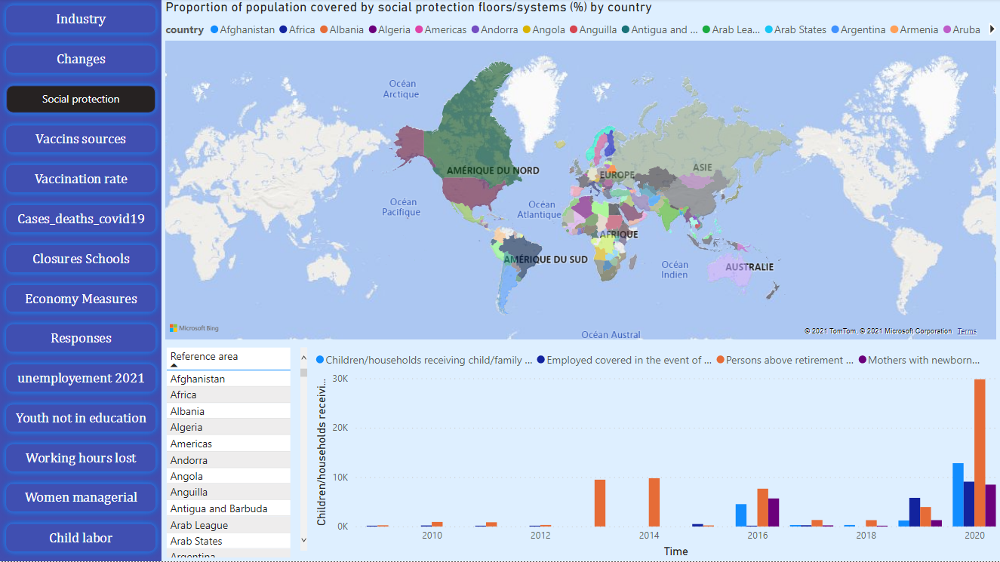 Industry
Changes
Social protection
Vaccins sources
Vaccination rate
Cases_deaths_covid19
Closures Schools
Economy Measures
Responses
unemployement 2021
Youth not in education
Working hours lost
Women managerial
Child labor
Proportion of population covered by social protection floors/systems (%) by country
country Afghanistan Africa Albania Algeria Americas Andorra Angola Anguilla Antigua and ... Arab Lea... Arab States Argentina Armenia Aruba
Océan
Arctique
AMÉRIQUE DU NORD
ASIE
EUROPE
Océan
Pacifique
Océan
Atlantique
AFRIQUE
AMÉRIQUE DU SUD
Océan
Indien
AUSTRALIE
Océan Austral
Microsoft Bing
© 2021 TomTom, © 2021 Microsoft Corporation Terms
Reference area
Afghanistan
Africa
Albania
Algeria
Americas
Andorra
Angola
Anguilla
Antigua and Barbuda
Arab League
Arab States
Argentina
Children/households receiving child/family ... Employed covered in the event of ... Persons above retirement ... Mothers with newborn...
Children/households receivi...
30K
20K
10K
0K
2010 2012 2014 2016 2018 2020
Time